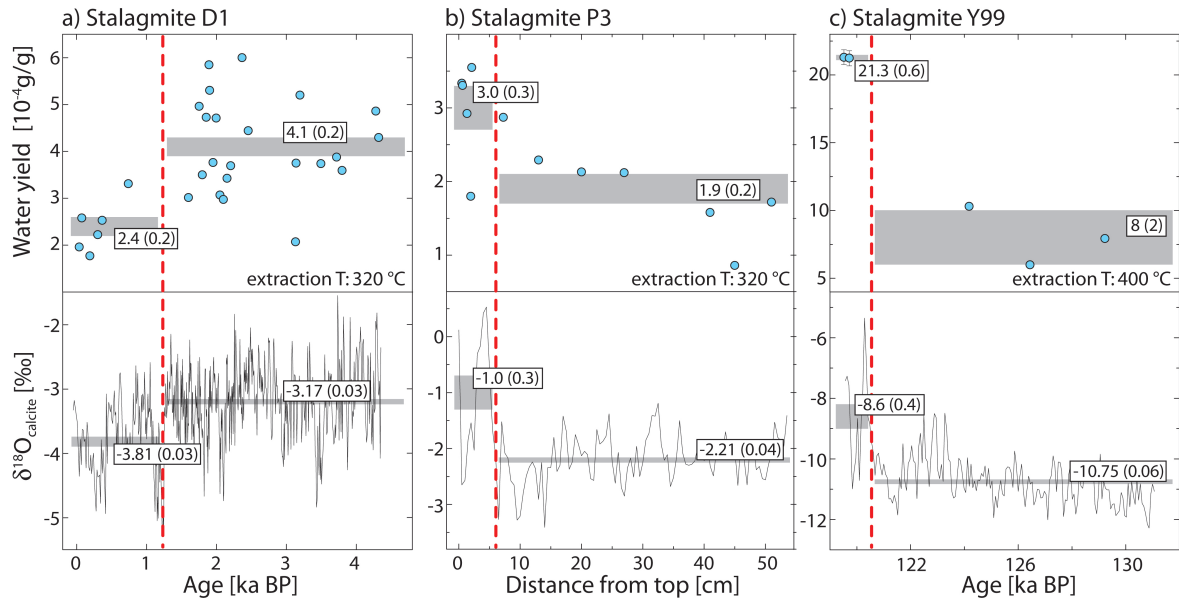 a) Stalagmite D1
b) Stalagmite P3
c) Stalagmite Y99
Water yield [10⁻⁴g/g]
6
5
4
3
2
4.1 (0.2)
2.4 (0.2)
extraction T: 320 °C
3
2
1
3.0 (0.3)
1.9 (0.2)
extraction T: 320 °C
20
15
10
5
21.3 (0.6)
8 (2)
extraction T: 400 °C
δ¹⁸O calcite [‰]
-2
-3
-4
-5
-3.17 (0.03)
-3.81 (0.03)
0
-1
-2
-3
-1.0 (0.3)
-2.21 (0.04)
-6
-8
-10
-12
-8.6 (0.4)
-10.75 (0.06)
0 1 2 3 4
Age [ka BP]
0 10 20 30 40 50
Distance from top [cm]
122 126 130
Age [ka BP]